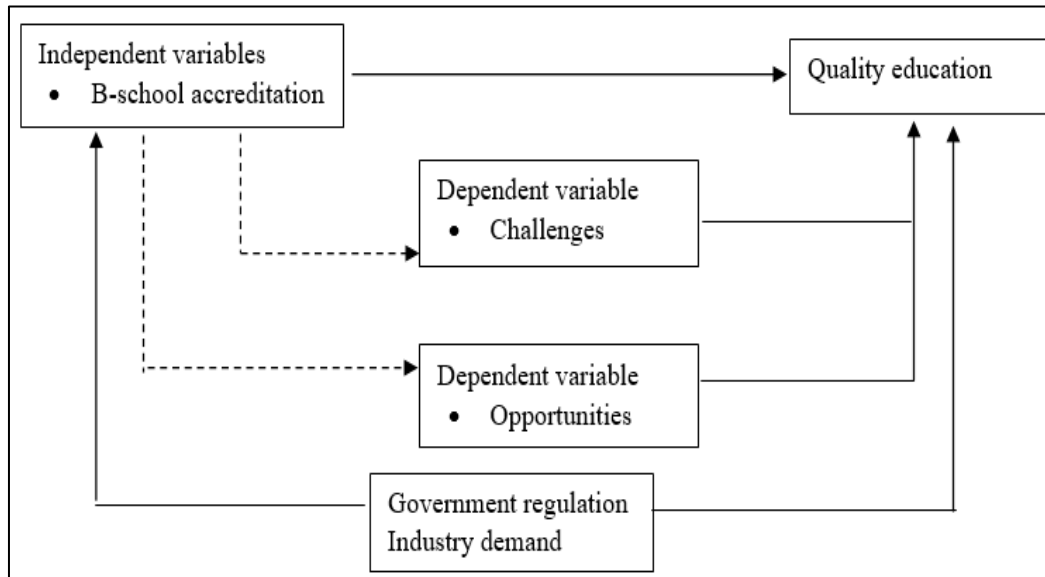 Independent variables
• B-school accreditation
Quality education
Dependent variable
• Challenges
Dependent variable
• Opportunities
Government regulation
Industry demand